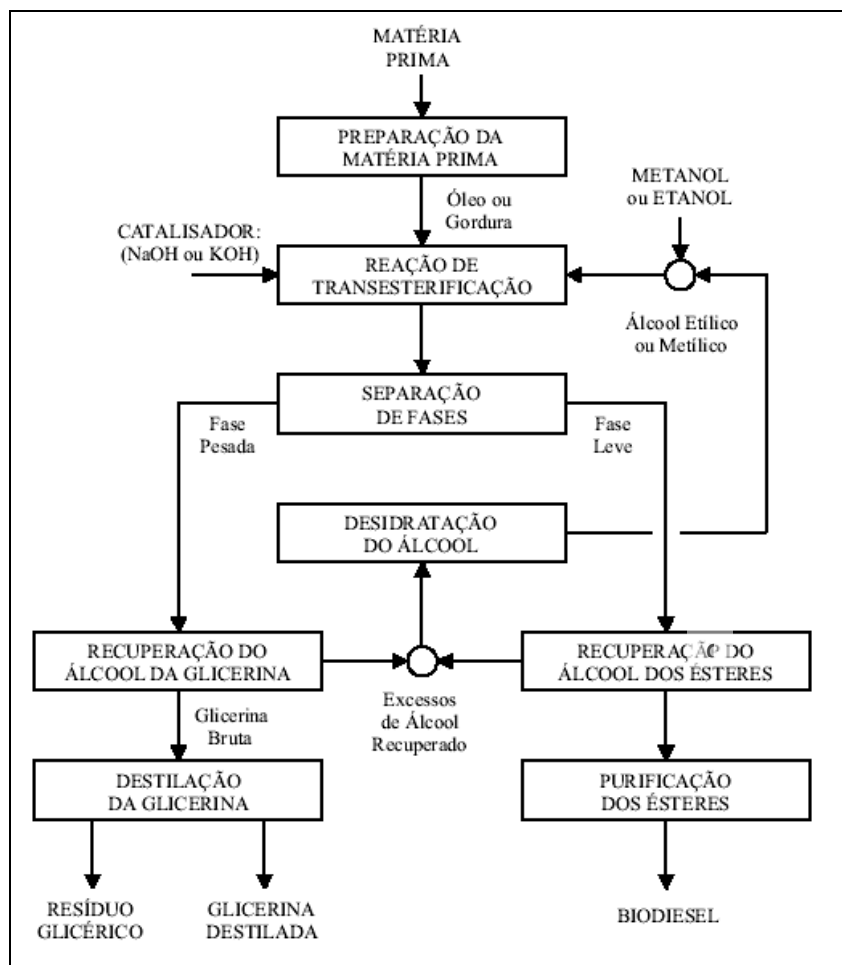 MATÉRIA
PRIMA
PREPARAÇÃO DA
MATÉRIA PRIMA
METANOL
ou ETANOL
Óleo ou
Gordura
CATALISADOR:
(NaOH ou KOH)
REAÇÃO DE
TRANSESTERIFICAÇÃO
Álcool Etílico
ou Metílico
SEPARAÇÃO
DE FASES
Fase
Pesada
Fase
Leve
DESIDRATAÇÃO
DO ÁLCOOL
RECUPERAÇÃO DO
ÁLCOOL DA GLICERINA
RECUPERAÇÃO DO
ÁLCOOL DOS ÉSTERES
Excessos
de Álcool
Recuperado
Glicerina
Bruta
DESTILAÇÃO
DA GLICERINA
PURIFICAÇÃO
DOS ÉSTERES
RESÍDUO
GLICÉRICO
GLICERINA
DESTILADA
BIODIESEL